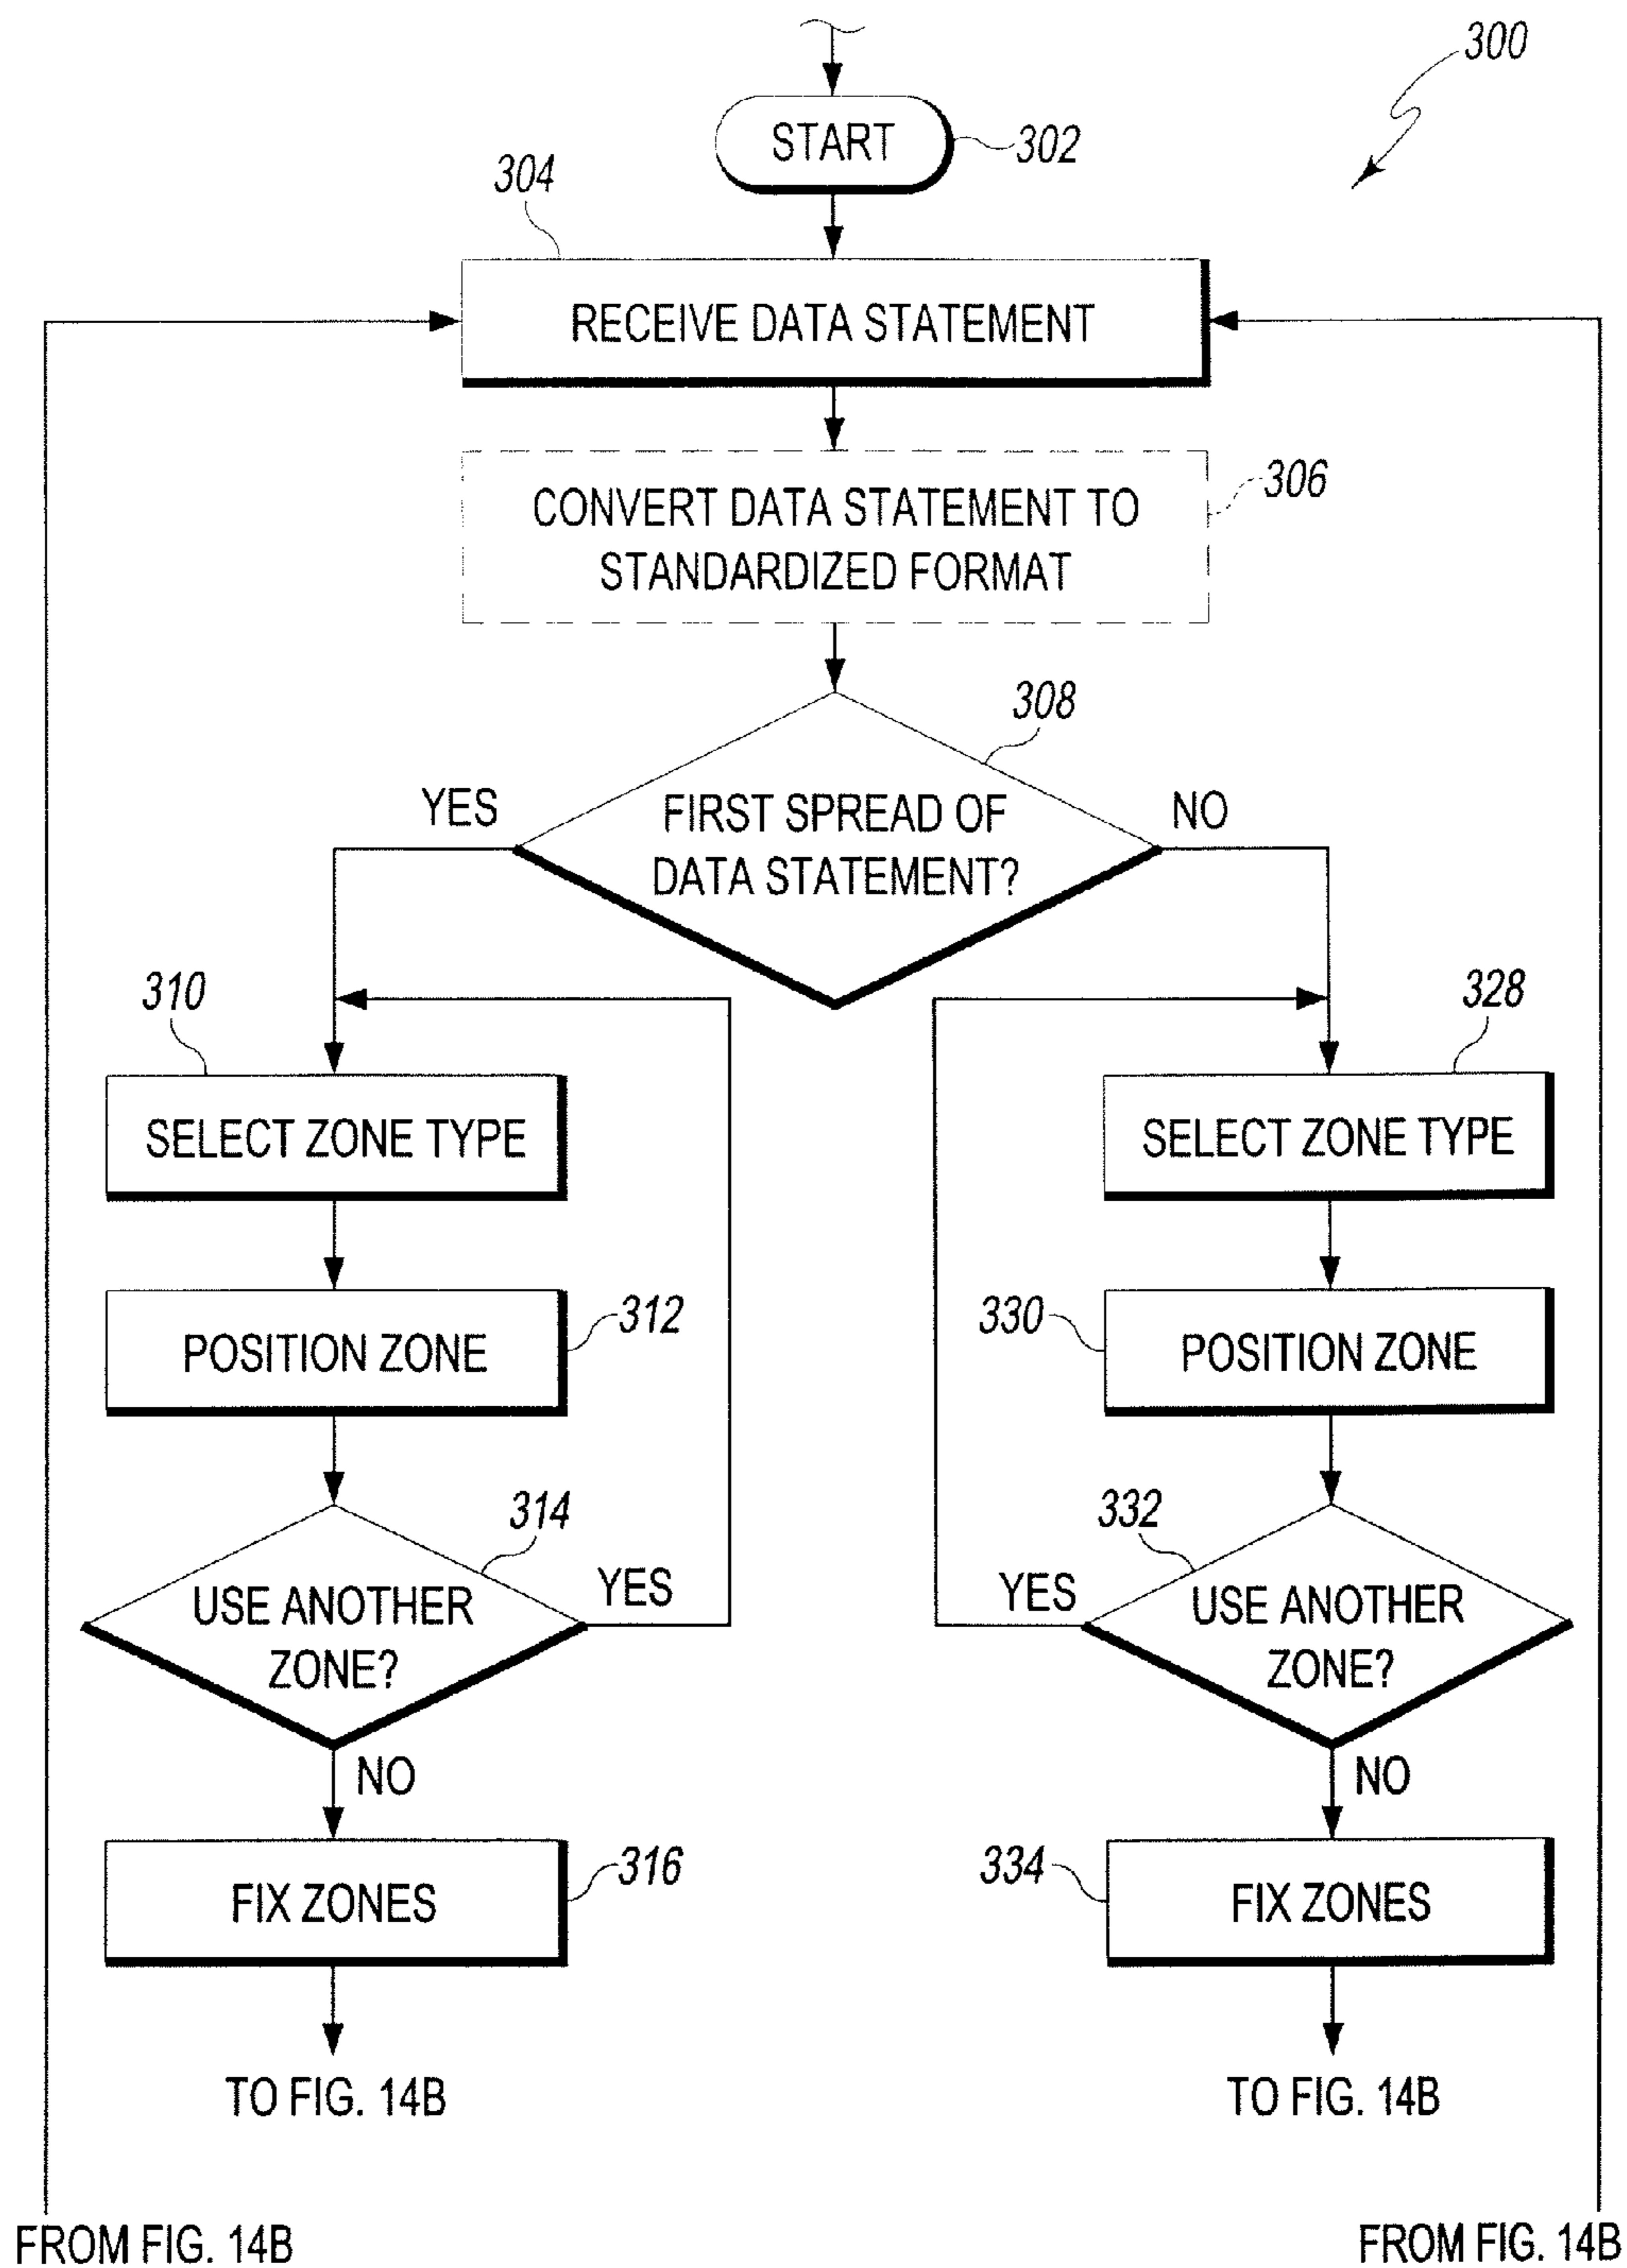 300
START
302
304
RECEIVE DATA STATEMENT
306
CONVERT DATA STATEMENT TO
STANDARDIZED FORMAT
308
YES
NO
FIRST SPREAD OF
DATA STATEMENT?
310
328
SELECT ZONE TYPE
SELECT ZONE TYPE
312
330
POSITION ZONE
POSITION ZONE
314
332
YES
YES
USE ANOTHER
ZONE?
USE ANOTHER
ZONE?
NO
NO
316
334
FIX ZONES
FIX ZONES
TO FIG. 14B
TO FIG. 14B
FROM FIG. 14B
FROM FIG. 14B